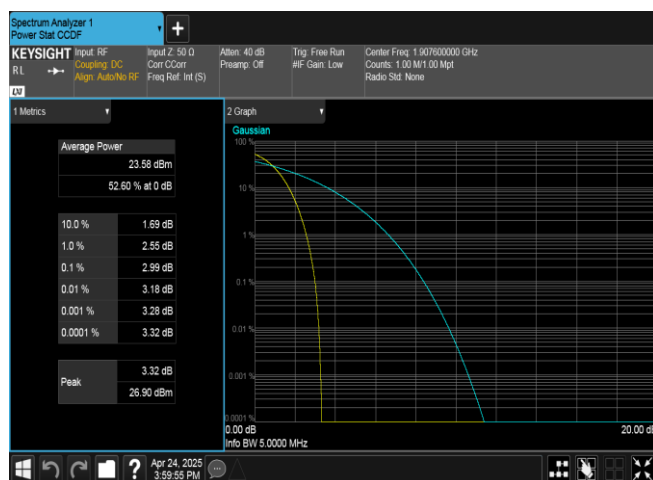 Spectrum Analyzer 1
Power Stat CCDF
KEYSIGHT
RL
LXI
Input: RF
Coupling: DC
Align: Auto/No RF
Input Z: 50 Ω
Corr CCorr
Freq Ref: Int (S)
Atten: 40 dB
Preamp: Off
Trig: Free Run
#IF Gain: Low
Center Freq: 1.907600000 GHz
Counts: 1.00 M/1.00 Mpt
Radio Std: None
1 Metrics
Average Power
23.58 dBm
52.60 % at 0 dB
10.0 % 1.69 dB
1.0 % 2.55 dB
0.1 % 2.99 dB
0.01 % 3.18 dB
0.001 % 3.28 dB
0.0001 % 3.32 dB
Peak
3.32 dB
26.90 dBm
2 Graph
Gaussian
100 %
10 %
1 %
0.1 %
0.01 %
0.001 %
0.0001 %
0.00 dB
20.00 dB
Info BW 5.0000 MHz
?
Apr 24, 2025
3:59:55 PM